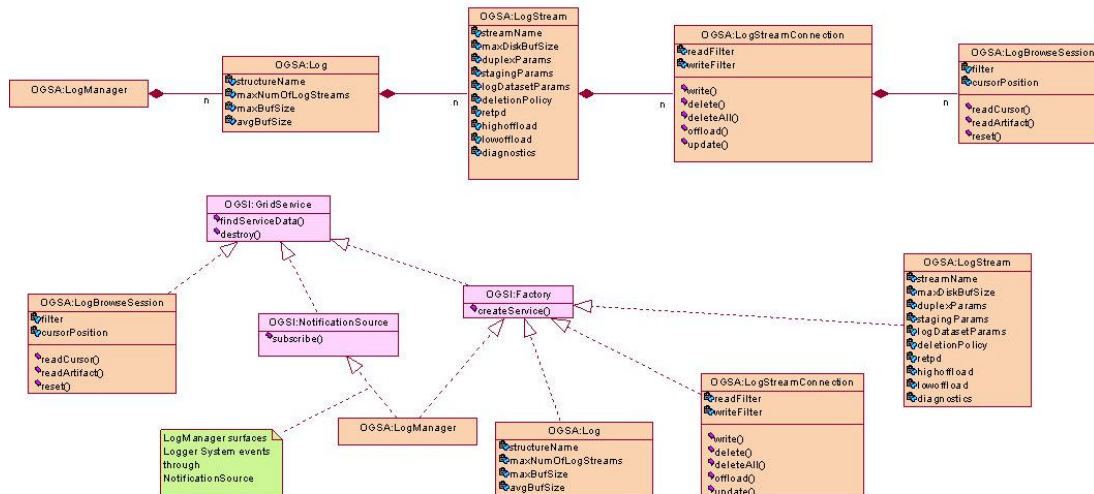 OGSA:LogManager
n
OGSA:Log
structureName
maxNumOfLogStreams
maxBufSize
avgBufSize
n
OGSA:LogStream
streamName
maxDiskBufSize
duplexParams
stagingParams
logDatasetParams
deletionPolicy
retpd
highoffload
lowoffload
diagnostics
n
OGSA:LogStreamConnection
readFilter
writeFilter
write()
delete()
deleteAll()
offload()
update()
n
OGSA:LogBrowseSession
filter
cursorPosition
readCursor()
readArtifact()
reset()
OGSI:GridService
findServiceData()
destroy()
OGSA:LogBrowseSession
filter
cursorPosition
readCursor()
readArtifact()
reset()
OGSI:NotificationSource
subscribe()
OGSI:Factory
createService()
OGSA:LogStream
streamName
maxDiskBufSize
duplexParams
stagingParams
logDatasetParams
deletionPolicy
retpd
highoffload
lowoffload
diagnostics
LogManager surfaces
Logger System events
through
NotificationSource
OGSA:LogManager
OGSA:Log
structureName
maxNumOfLogStreams
maxBufSize
avgBufSize
OGSA:LogStreamConnection
readFilter
writeFilter
write()
delete()
deleteAll()
offload()
update()